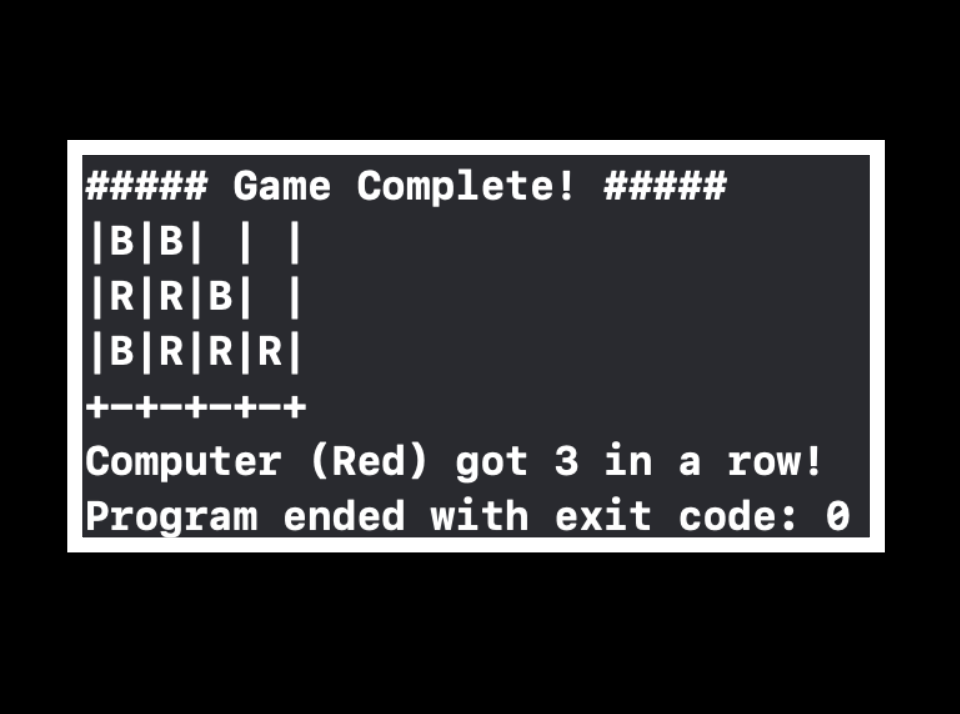 ##### Game Complete! #####
|B|B| | |
|R|R|B| |
|B|R|R|R|
+-+-+-+-+
Computer (Red) got 3 in a row!
Program ended with exit code: 0